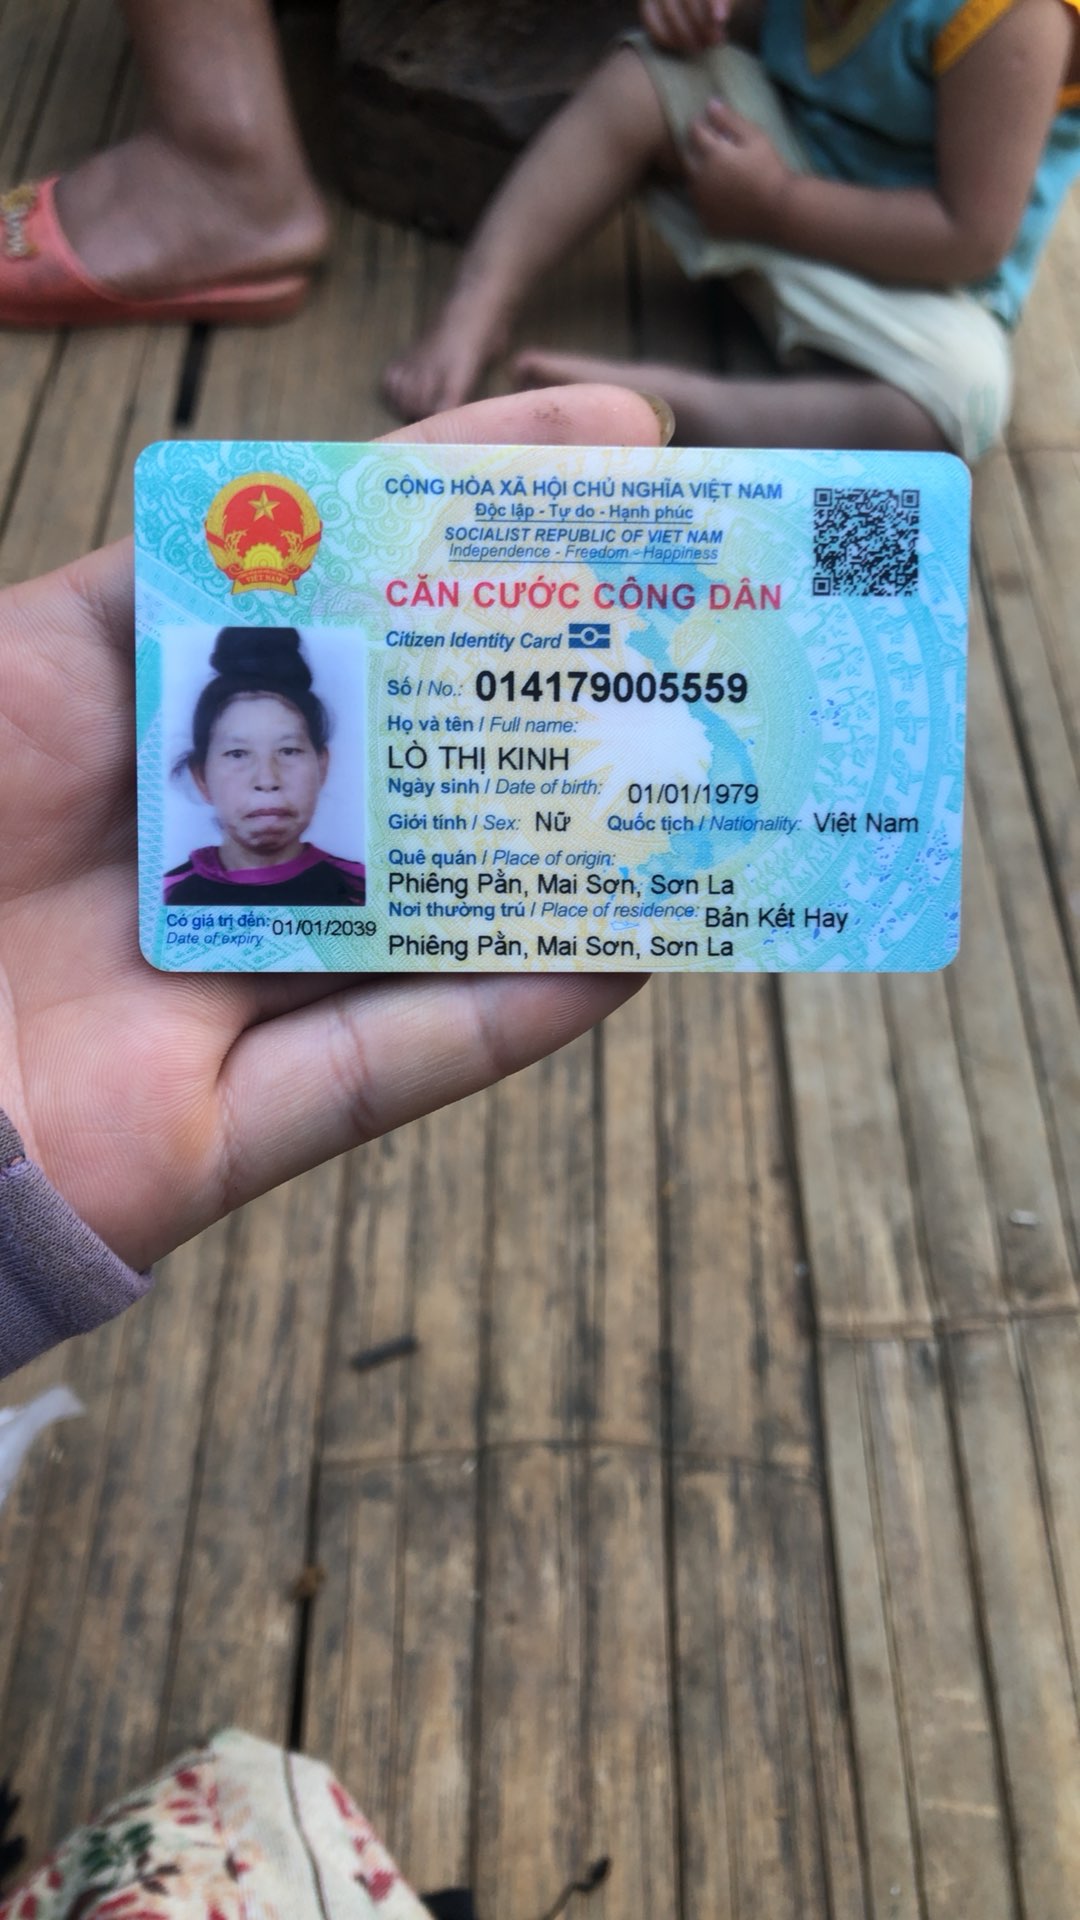 CỘNG HÒA XÃ HỘI CHỦ NGHĨA VIỆT NAM
Độc lập - Tự do - Hạnh phúc
SOCIALIST REPUBLIC OF VIET NAM
Independence - Freedom - Happiness
VIỆT NAM
CĂN CƯỚC CÔNG DÂN
Citizen Identity Card
Số / No.: 014179005559
Họ và tên / Full name:
LÒ THỊ KINH
Ngày sinh / Date of birth: 01/01/1979
Giới tính / Sex: Nữ Quốc tịch / Nationality: Việt Nam
Quê quán / Place of origin:
Phiêng Pằn, Mai Sơn, Sơn La
Nơi thường trú / Place of residence: Bản Kết Hay
Phiêng Pằn, Mai Sơn, Sơn La
Có giá trị đến: 01/01/2039
Date of expiry